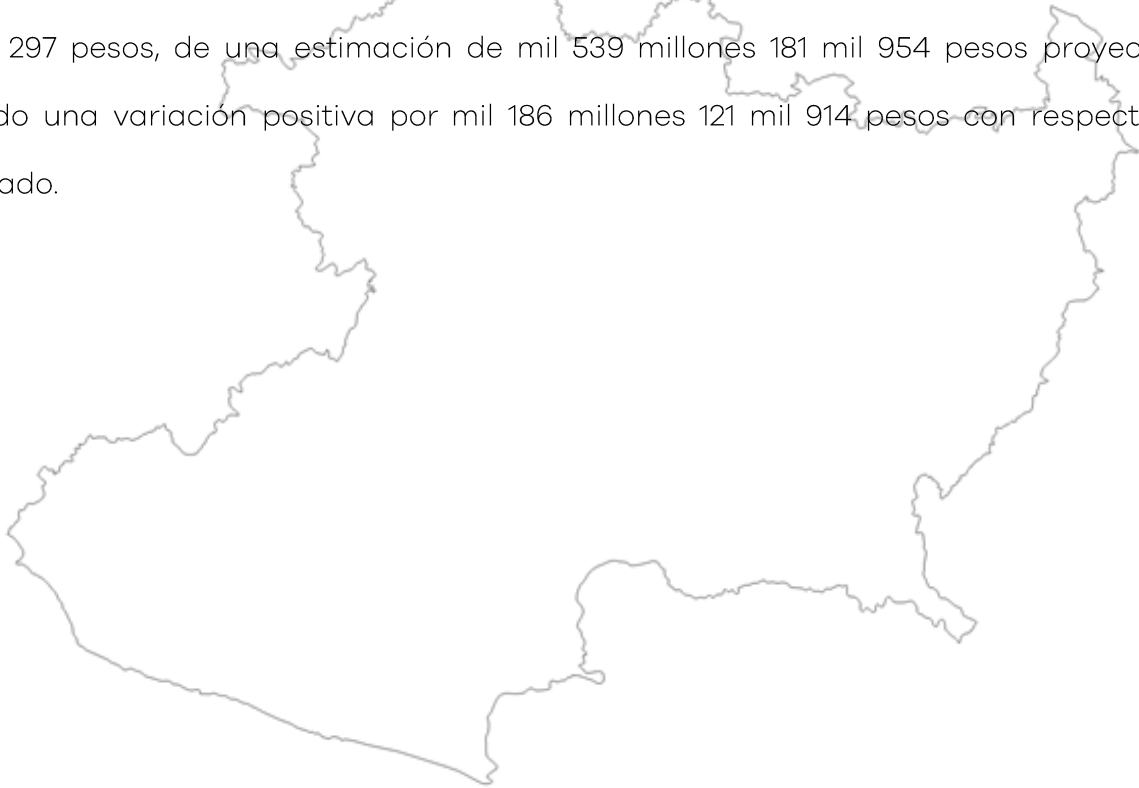 297 pesos, de una estimación de mil 539 millones 181 mil 954 pesos proyec
do una variación positiva por mil 186 millones 121 mil 914 pesos con respect
ado.